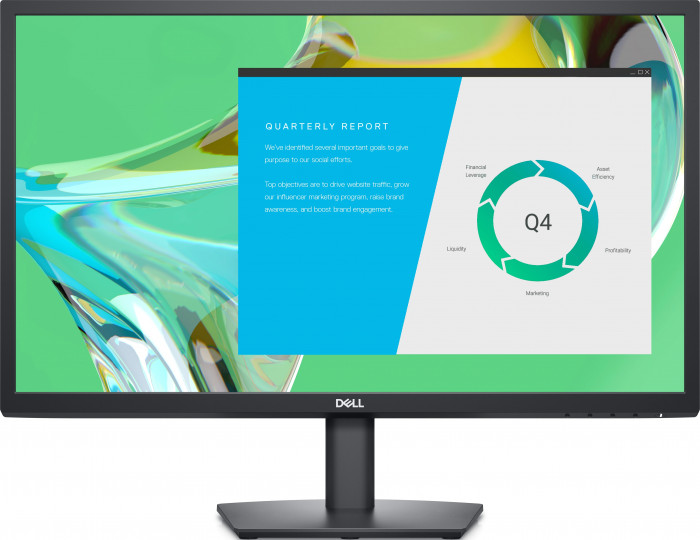 QUARTERLY REPORT
We've identified several important goals to give
purpose to our social efforts.
Top objectives are to drive website traffic, grow
our influencer marketing program, raise brand
awareness, and boost brand engagement.
Financial
Leverage
Asset
Efficiency
Q4
Liquidity
Profitability
Marketing
DELL